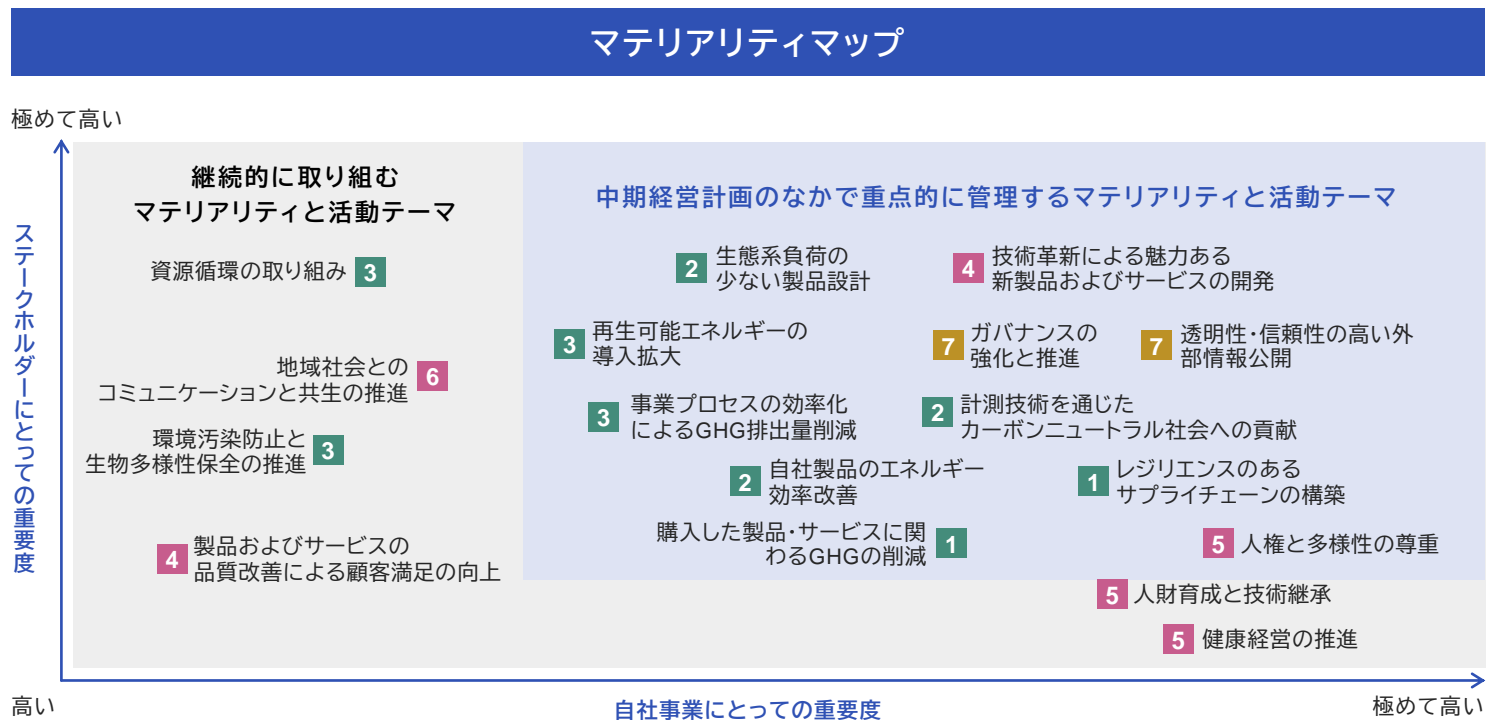 マテリアリティマップ
極めて高い
ステークホルダーにとっての重要度
継続的に取り組む
マテリアリティと活動テーマ
資源循環の取り組み 3
地域社会との
コミュニケーションと共生の推進 6
環境汚染防止と
生物多様性保全の推進 3
4 製品およびサービスの
品質改善による顧客満足の向上
中期経営計画のなかで重点的に管理するマテリアリティと活動テーマ
2 生態系負荷の
少ない製品設計
4 技術革新による魅力ある
新製品およびサービスの開発
3 再生可能エネルギーの
導入拡大
7 ガバナンスの
強化と推進
7 透明性・信頼性の高い外
部情報公開
3 事業プロセスの効率化
によるGHG排出量削減
2 計測技術を通じた
カーボンニュートラル社会への貢献
2 自社製品のエネルギー
効率改善
1 レジリエンスのある
サプライチェーンの構築
購入した製品・サービスに関
わるGHGの削減 1
5 人権と多様性の尊重
5 人財育成と技術継承
5 健康経営の推進
高い
自社事業にとっての重要度
極めて高い